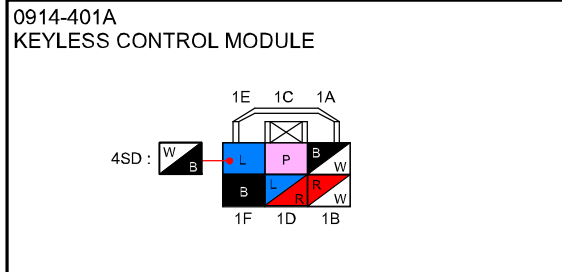 0914-401A
KEYLESS CONTROL MODULE
1E 1C 1A
4SD : W B L P B W
B L R R W
1F 1D 1B